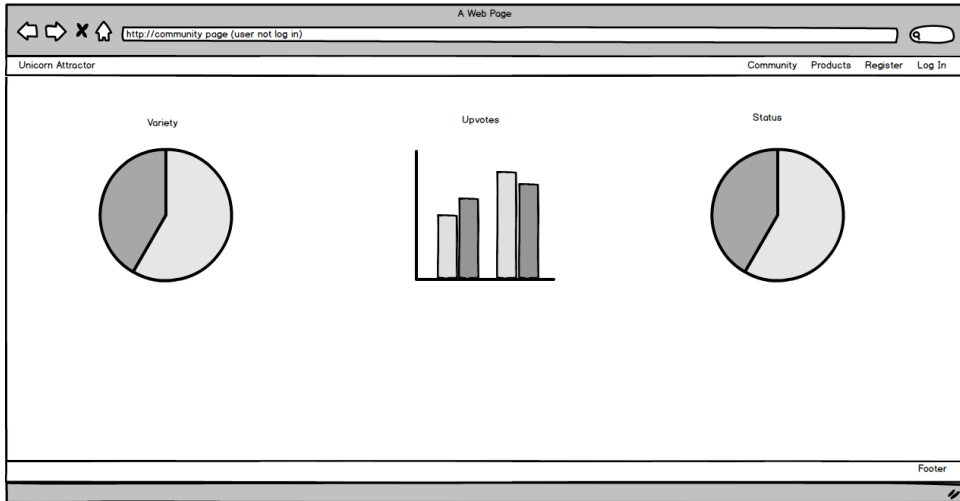 A Web Page
http://community page (user not log in)
Unicorn Attractor
Community Products Register Log In
Variety
Upvotes
Status
Footer